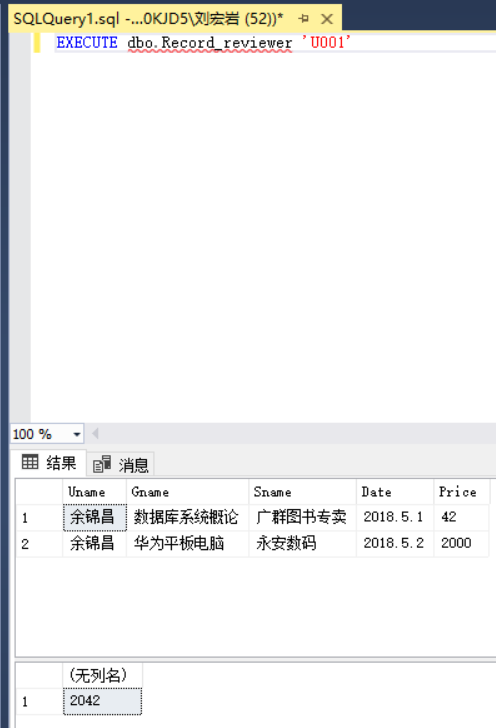 SQLQuery1.sql -...0KJD5\刘宏岩 (52))*
EXECUTE dbo.Record_reviewer 'U001'
100 %
结果 消息
Uname Gname Sname Date Price
1 余锦昌 数据库系统概论 广群图书专卖 2018.5.1 42
2 余锦昌 华为平板电脑 永安数码 2018.5.2 2000
(无列名)
1 2042